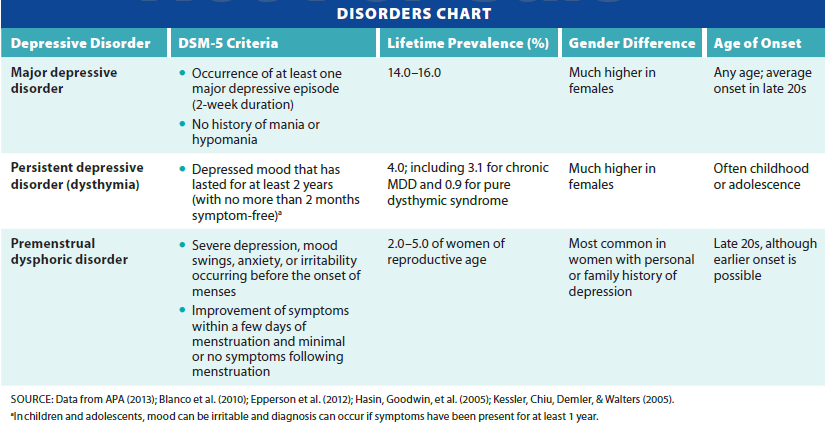 DISORDERS CHART
Depressive Disorder DSM-5 Criteria Lifetime Prevalence (%) Gender Difference Age of Onset
Major depressive disorder
• Occurrence of at least one
major depressive episode
(2-week duration)
• No history of mania or
hypomania
14.0–16.0
Much higher in
females
Any age; average
onset in late 20s
Persistent depressive
disorder (dysthymia)
• Depressed mood that has
lasted for at least 2 years
(with no more than 2 months
symptom-free)ᵃ
4.0; including 3.1 for chronic
MDD and 0.9 for pure
dysthymic syndrome
Much higher in
females
Often childhood
or adolescence
Premenstrual
dysphoric disorder
• Severe depression, mood
swings, anxiety, or irritability
occurring before the onset of
menses
• Improvement of symptoms
within a few days of
menstruation and minimal
or no symptoms following
menstruation
2.0–5.0 of women of
reproductive age
Most common in
women with personal
or family history of
depression
Late 20s, although
earlier onset is
possible
SOURCE: Data from APA (2013); Blanco et al. (2010); Epperson et al. (2012); Hasin, Goodwin, et al. (2005); Kessler, Chiu, Demler, & Walters (2005).
ᵃIn children and adolescents, mood can be irritable and diagnosis can occur if symptoms have been present for at least 1 year.